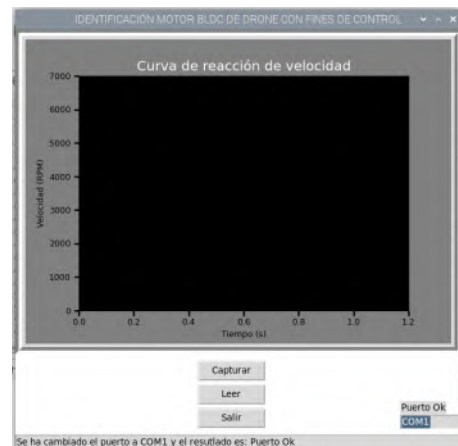 IDENTIFICACIÓN MOTOR BLDC DE DRONE CON FINES DE CONTROL
Curva de reacción de velocidad
7000
6000
5000
4000
3000
2000
1000
0
Velocidad (RPM)
0.0 0.2 0.4 0.6 0.8 1.0 1.2
Tiempo (s)
Capturar
Leer
Salir
Puerto Ok
COM1
Se ha cambiado el puerto a COM1 y el resutlado es: Puerto Ok